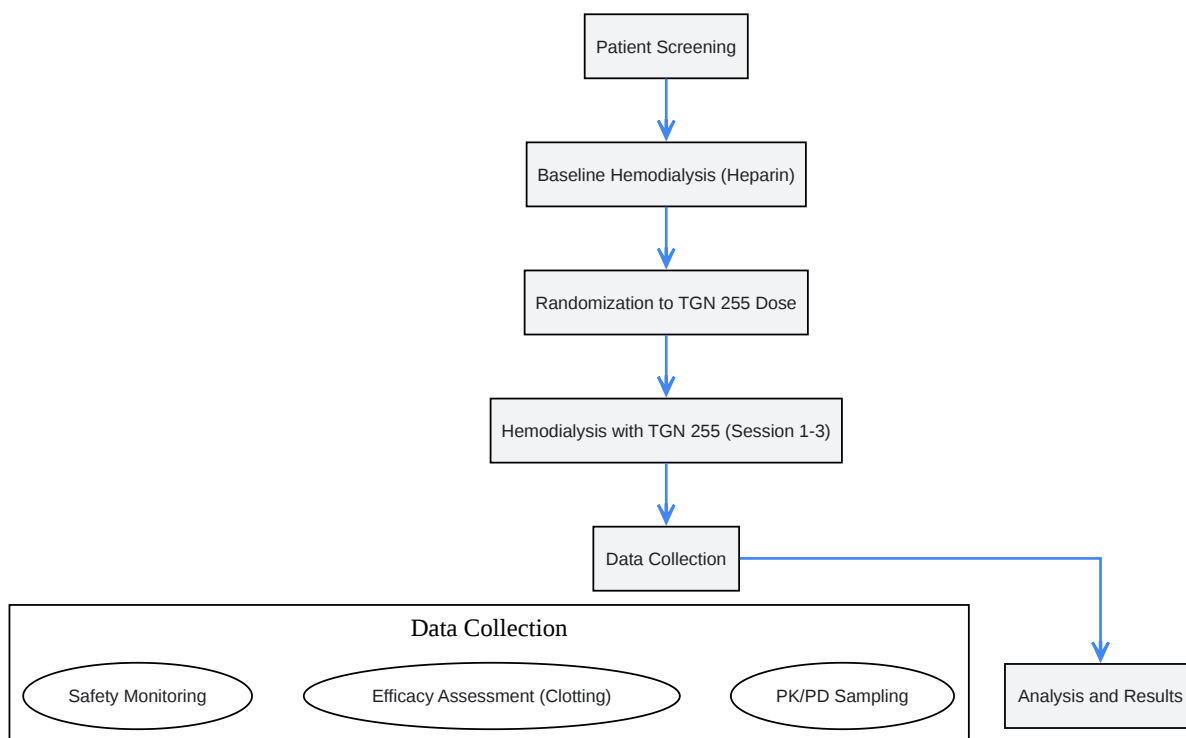 Patient Screening
Baseline Hemodialysis (Heparin)
Randomization to TGN 255 Dose
Hemodialysis with TGN 255 (Session 1-3)
Data Collection
Data Collection
Safety Monitoring
Efficacy Assessment (Clotting)
PK/PD Sampling
Analysis and Results